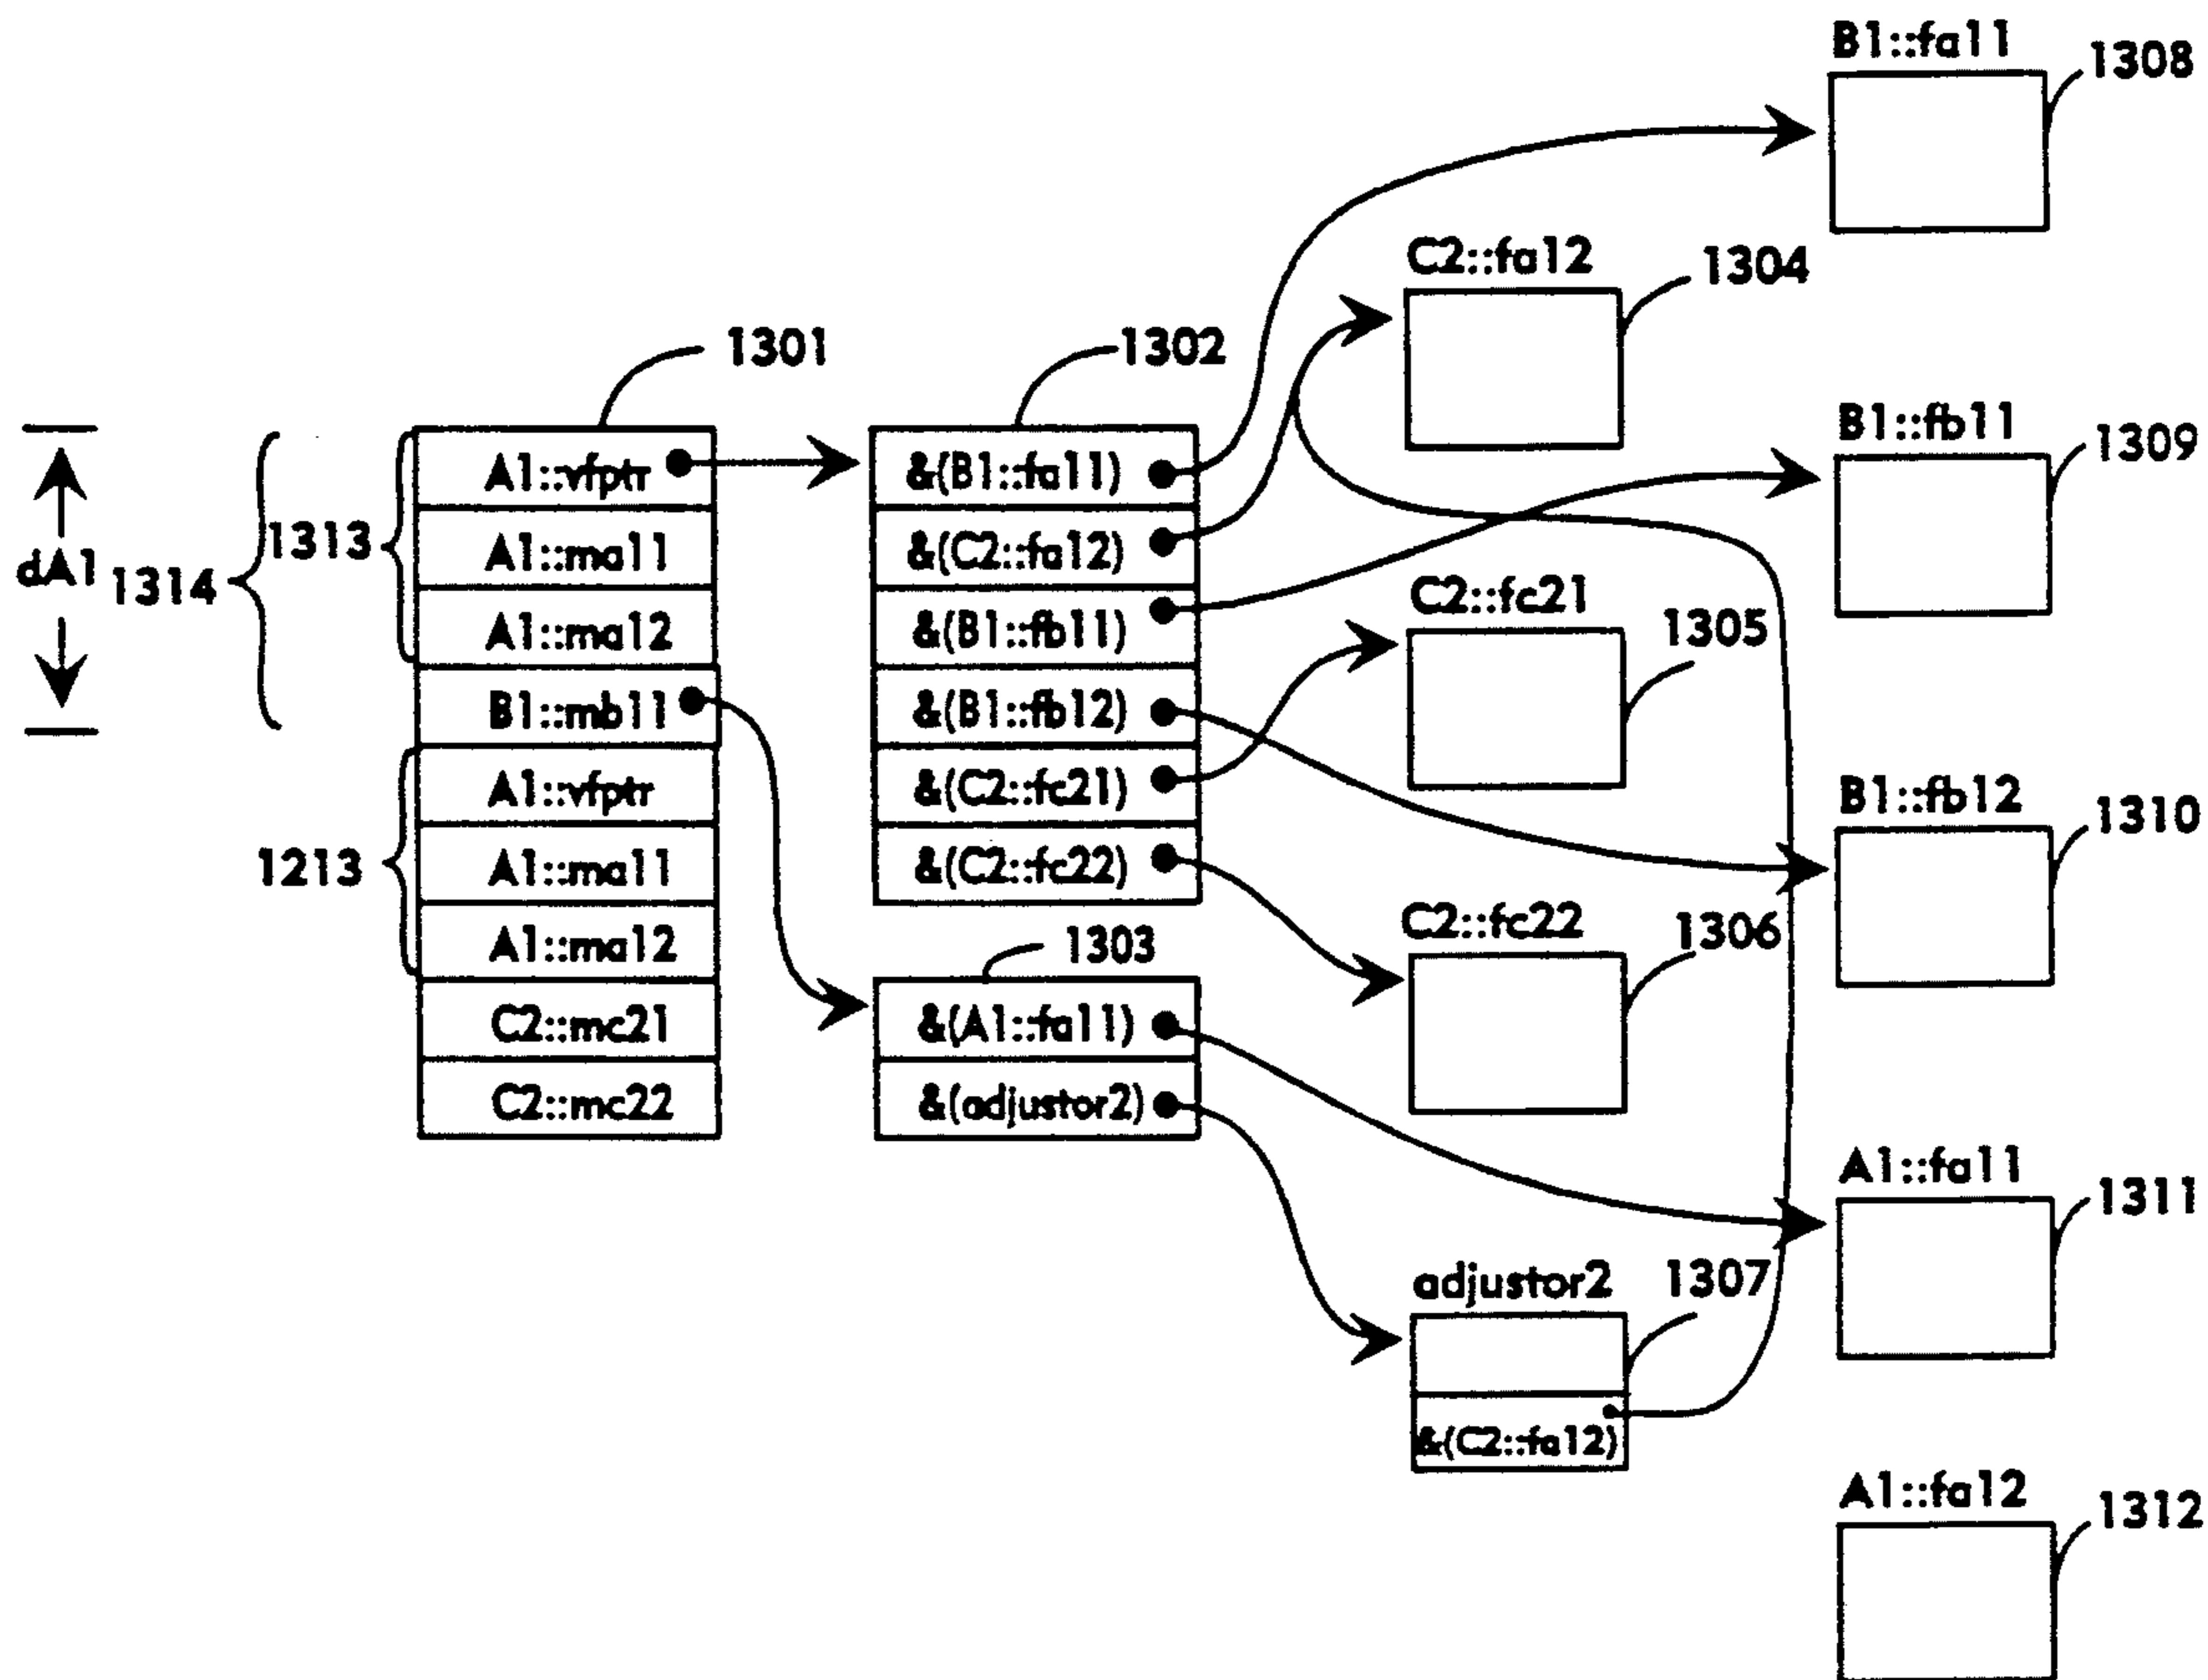 B1::fa11
1308
C2::fa12
1304
1301
1302
B1::fb11
1309
A1::vfptr
&(B1::fa11)
1313
A1::ma11
&(C2::fa12)
dA1
1314
A1::ma12
&(B1::fb11)
C2::fc21
1305
B1::mb11
&(B1::fb12)
A1::vfptr
&(C2::fc21)
B1::fb12
1310
1213
A1::ma11
&(C2::fc22)
A1::ma12
1303
C2::fc22
1306
C2::mc21
&(A1::fa11)
C2::mc22
&(adjustor2)
A1::fa11
1311
adjustor2
1307
&(C2::fa12)
A1::fa12
1312